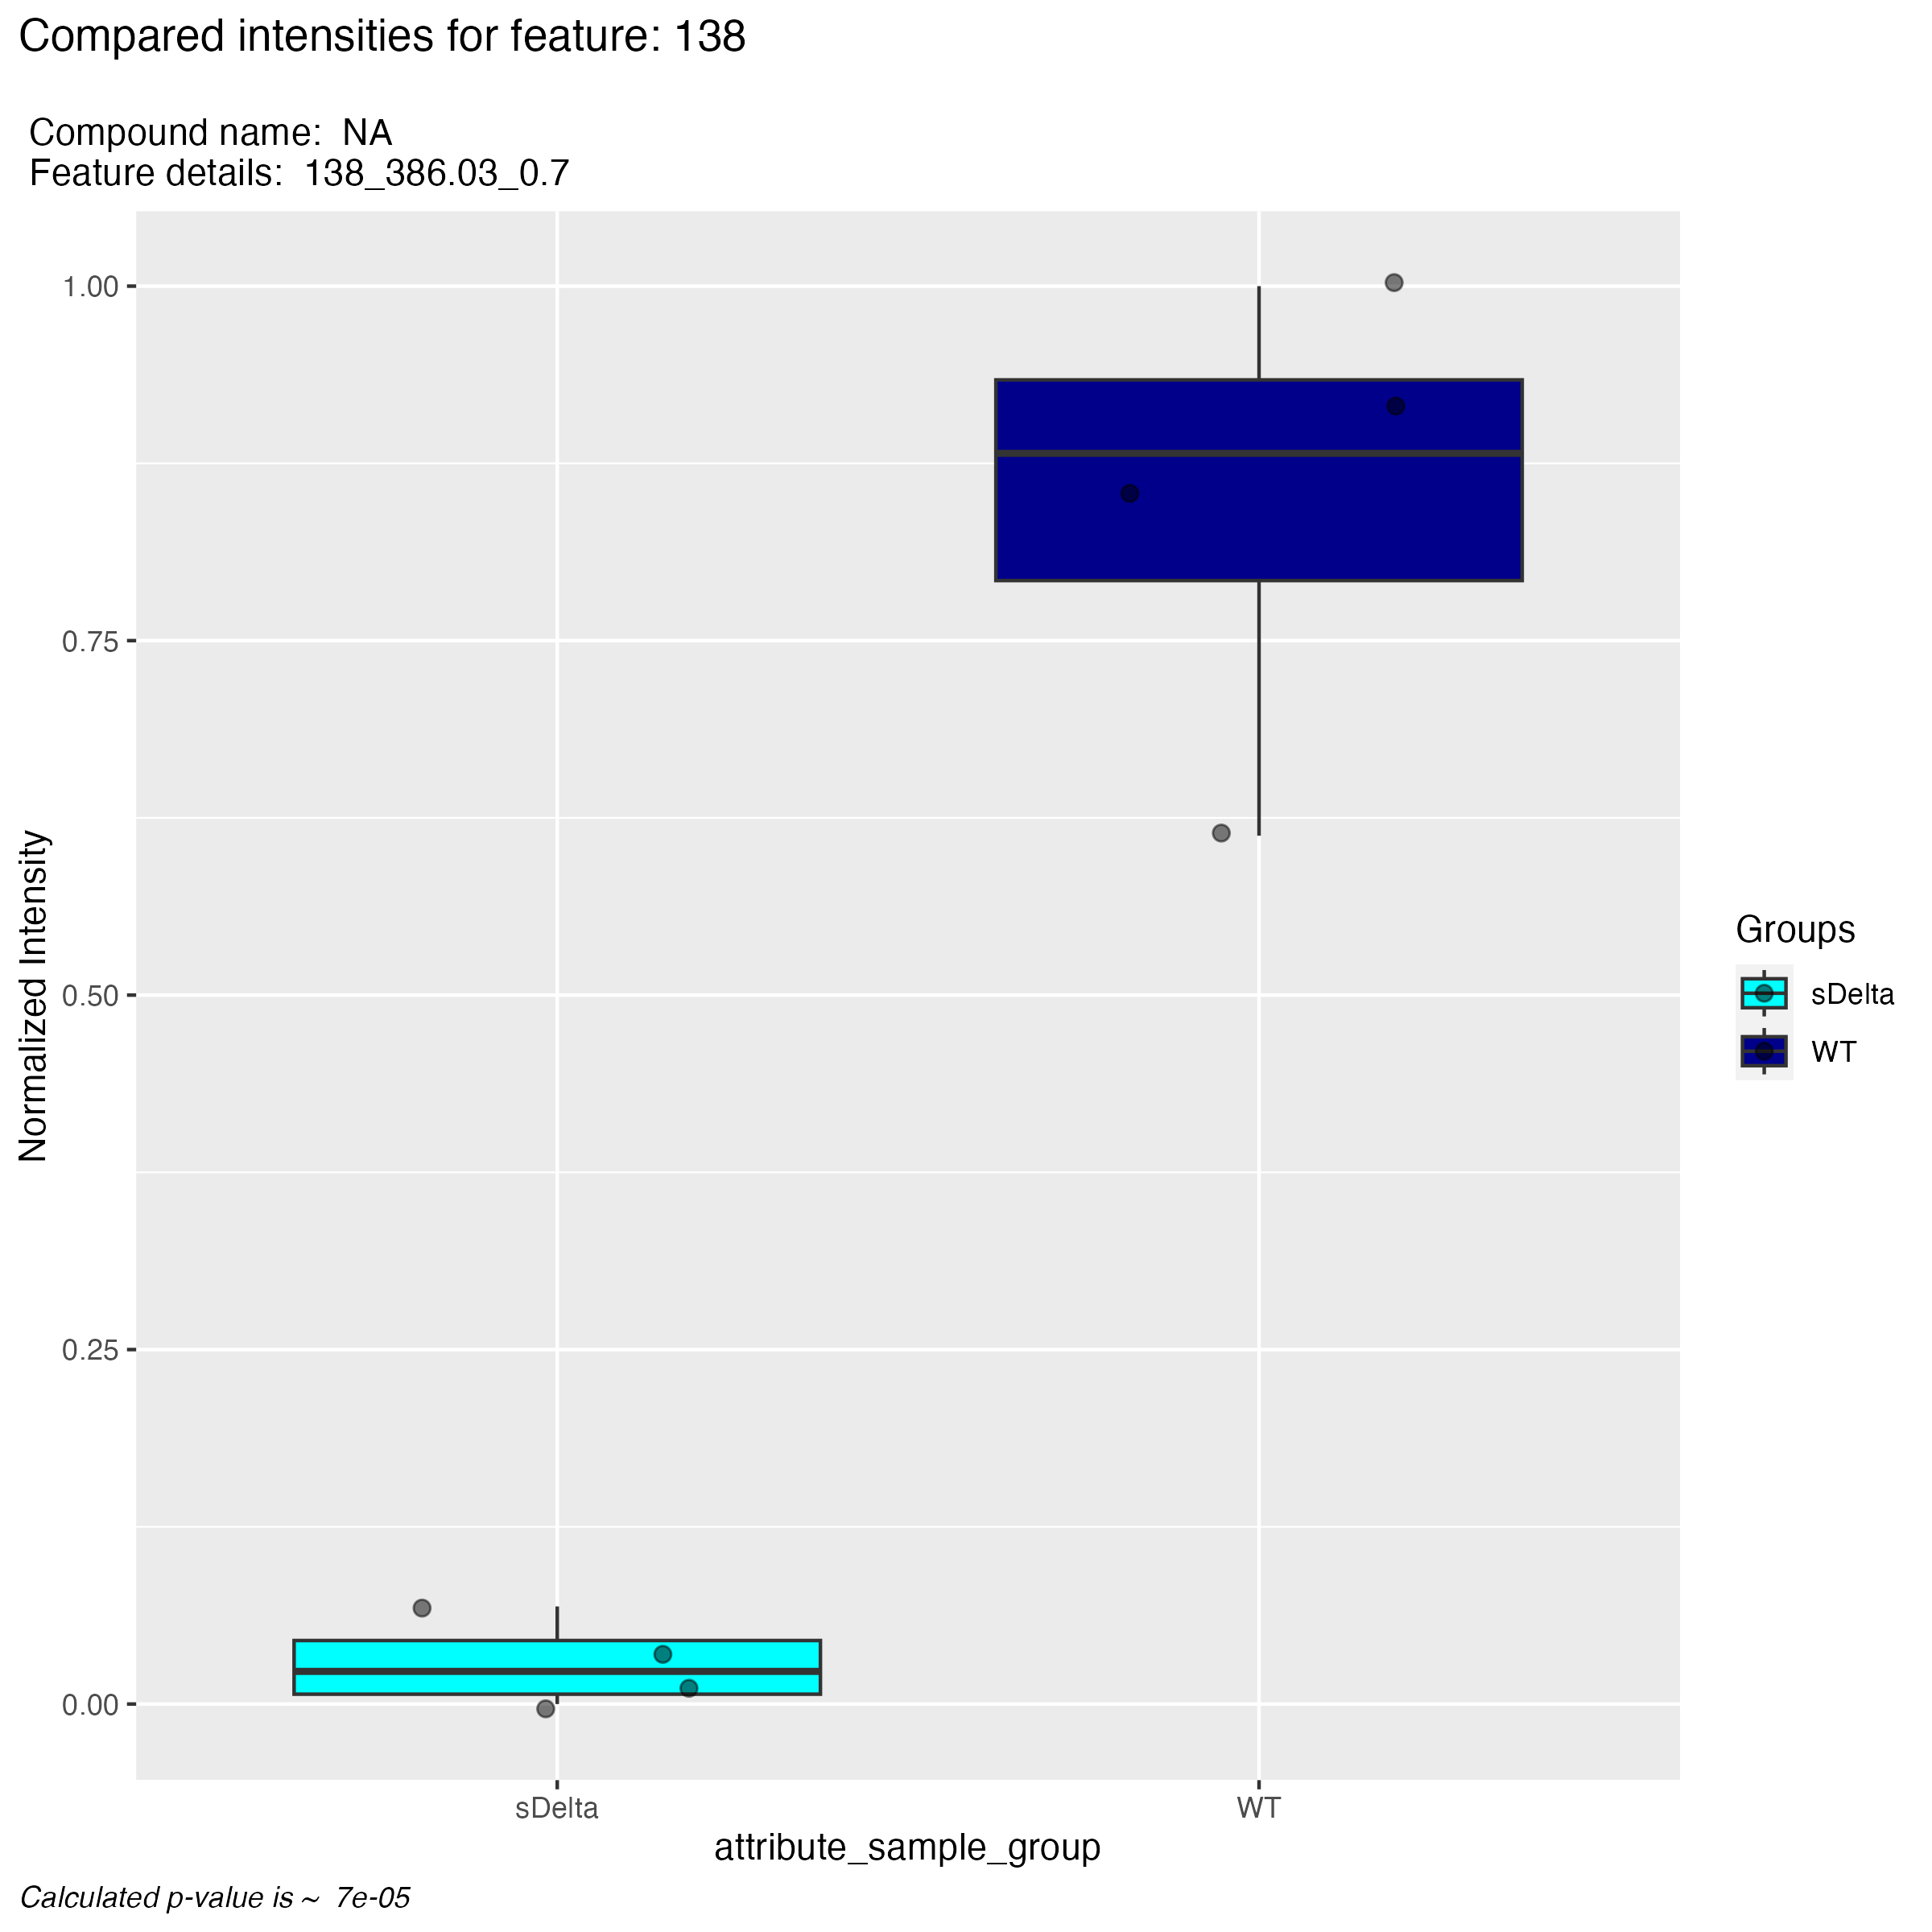 Compared intensities for feature: 138
Compound name:  NA
Feature details:  138_386.03_0.7
1.00
0.75
0.50
0.25
0.00
Normalized Intensity
sDelta
WT
attribute_sample_group
Groups
sDelta
WT
Calculated p-value is ~  7e-05